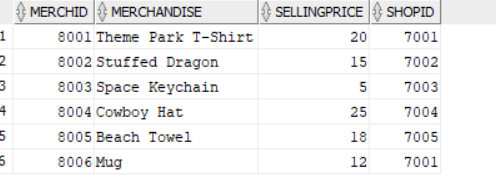 MERCHID MERCHANDISE SELLINGPRICE SHOPID
1 8001 Theme Park T-Shirt 20 7001
2 8002 Stuffed Dragon 15 7002
3 8003 Space Keychain 5 7003
4 8004 Cowboy Hat 25 7004
5 8005 Beach Towel 18 7005
6 8006 Mug 12 7001